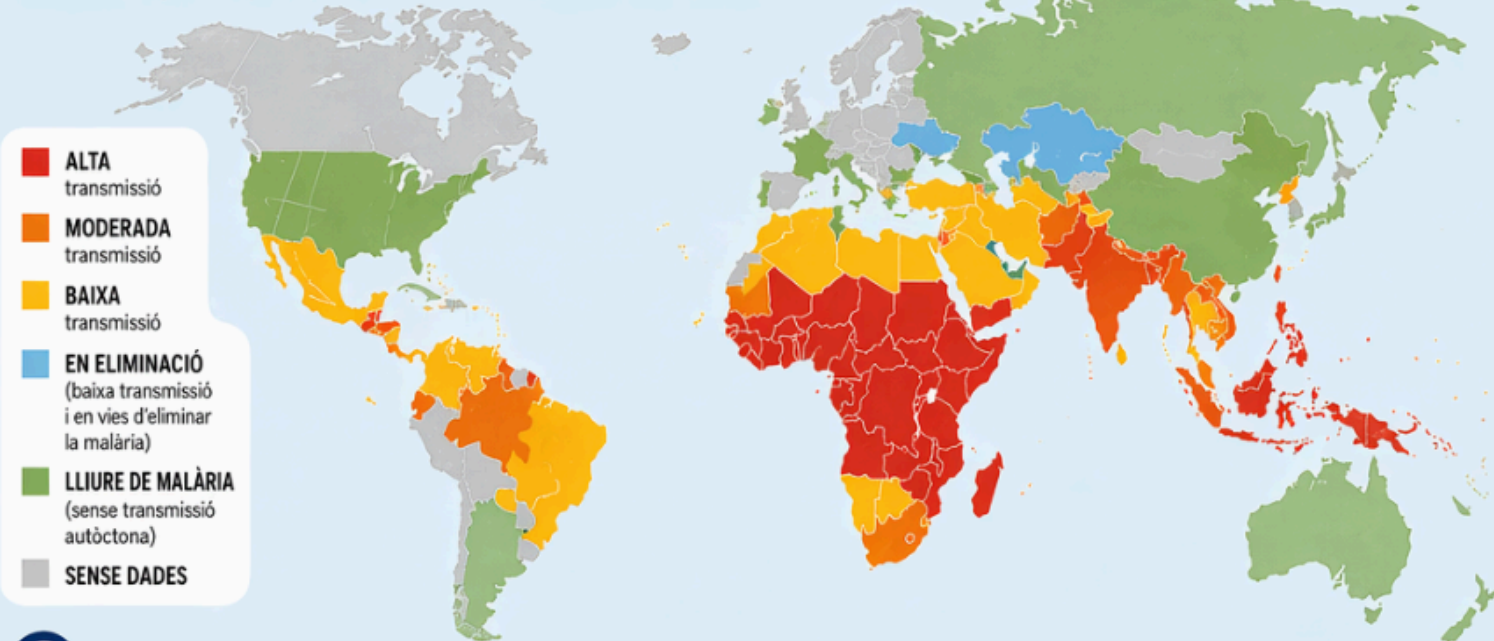 ALTA
transmissió
MODERADA
transmissió
BAIXA
transmissió
EN ELIMINACIÓ
(baixa transmissió
i en vies d'eliminar
la malària)
LLIURE DE MALÀRIA
(sense transmissió
autòctona)
SENSE DADES